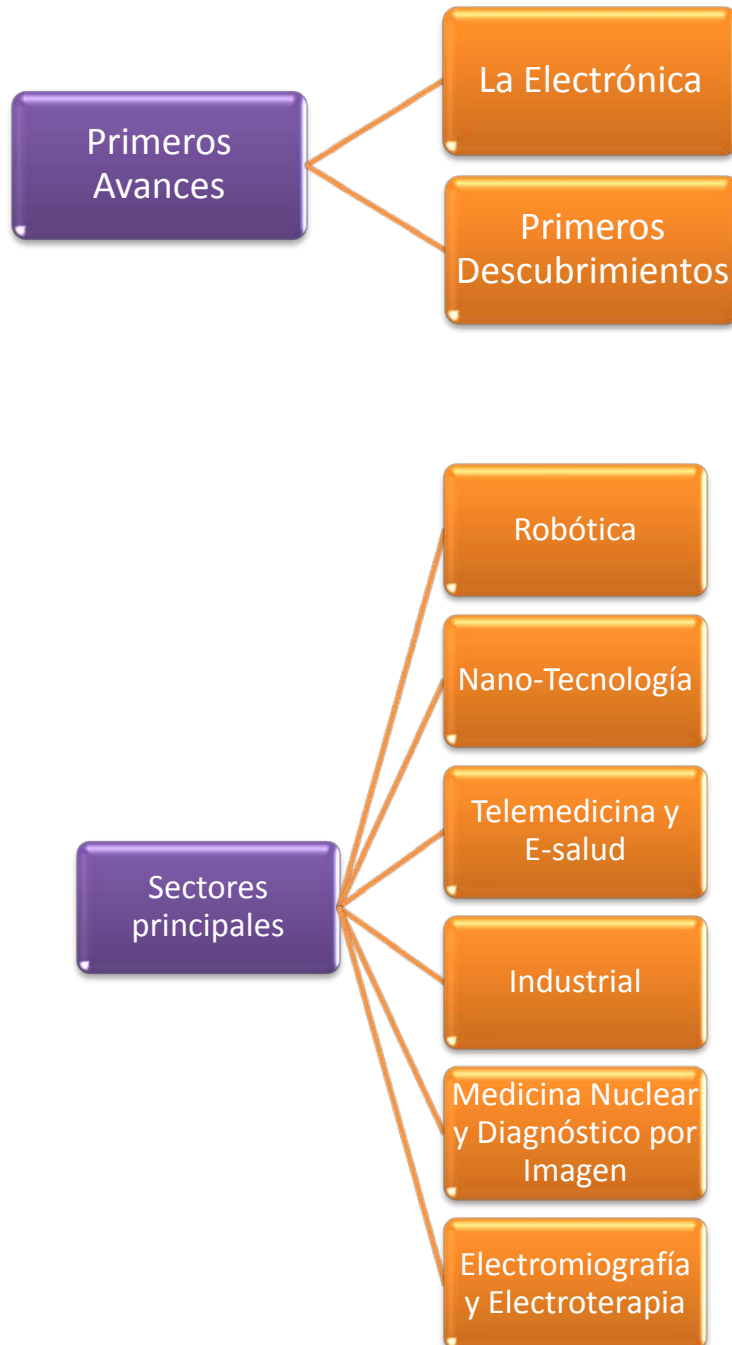 Primeros
Avances
La Electrónica
Primeros
Descubrimientos
Sectores
principales
Robótica
Nano-Tecnología
Telemedicina y
E-salud
Industrial
Medicina Nuclear
y Diagnóstico por
Imagen
Electromiografía
y Electroterapia